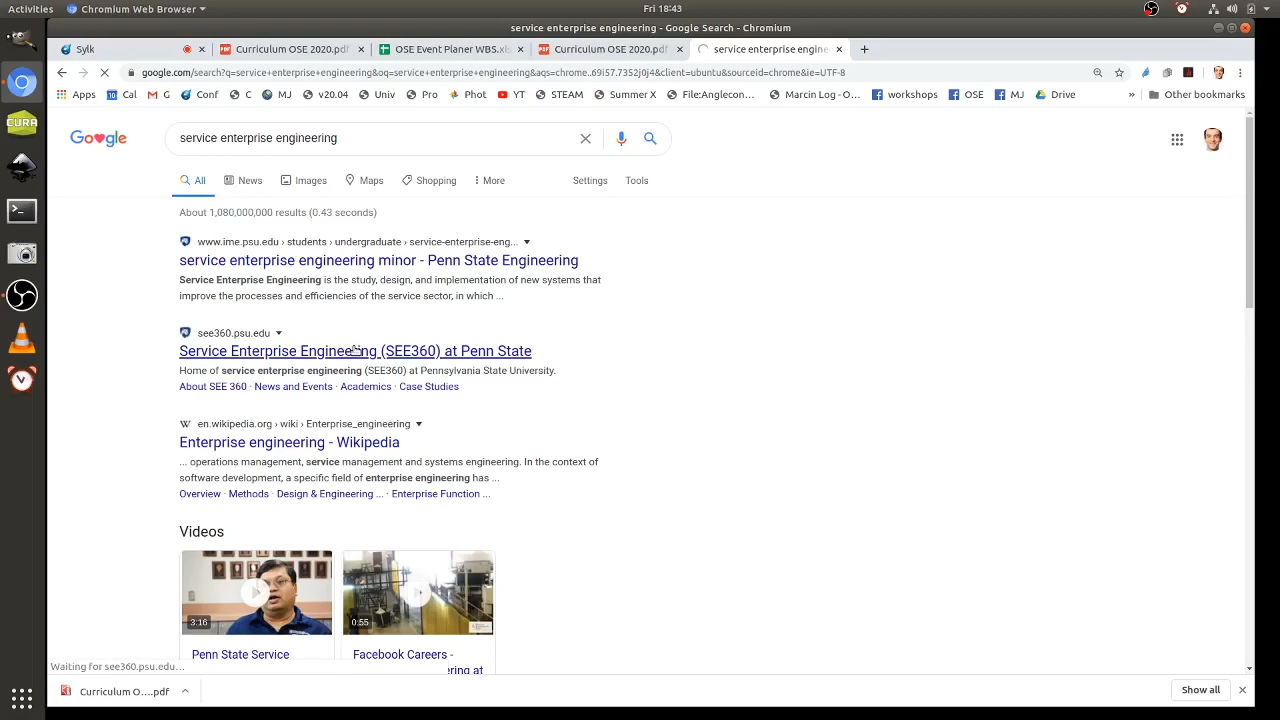 Activities
Chromium Web Browser
Fri 18:43
service enterprise engineering - Google Search - Chromium
Sylk
Curriculum OSE 2020.pdf
OSE Event Planer WBS.xls
Curriculum OSE 2020.pdf
service enterprise engine
google.com/search?q=service+enterprise+engineering&oq=service+enterprise+engineering&aqs=chrome..69i57.7352j0j4&client=ubuntu&sourceid=chrome&ie=UTF-8
Apps
10 Cal
M G
Conf
C
MJ
v20.04
Univ
Pro
Phot
YT
STEAM
Summer X
File:Anglecon...
Marcin Log - O...
workshops
OSE
MJ
Drive
»
Other bookmarks
CURA
service enterprise engineering
All
News
Images
Maps
Shopping
More
Settings
Tools
About 1,080,000,000 results (0.43 seconds)
www.ime.psu.edu › students › undergraduate › service-enterprise-eng...
service enterprise engineering minor - Penn State Engineering
Service Enterprise Engineering is the study, design, and implementation of new systems that
improve the processes and efficiencies of the service sector, in which ...
see360.psu.edu
Service Enterprise Engineering (SEE360) at Penn State
Home of service enterprise engineering (SEE360) at Pennsylvania State University.
About SEE 360 · News and Events · Academics · Case Studies
W en.wikipedia.org › wiki › Enterprise_engineering
Enterprise engineering - Wikipedia
... operations management, service management and systems engineering. In the context of
software development, a specific field of enterprise engineering has ...
Overview · Methods · Design & Engineering ... · Enterprise Function ...
Videos
3:16
0:55
Penn State Service
Facebook Careers -
ering at
Waiting for see360.psu.edu...
Curriculum O....pdf
Show all